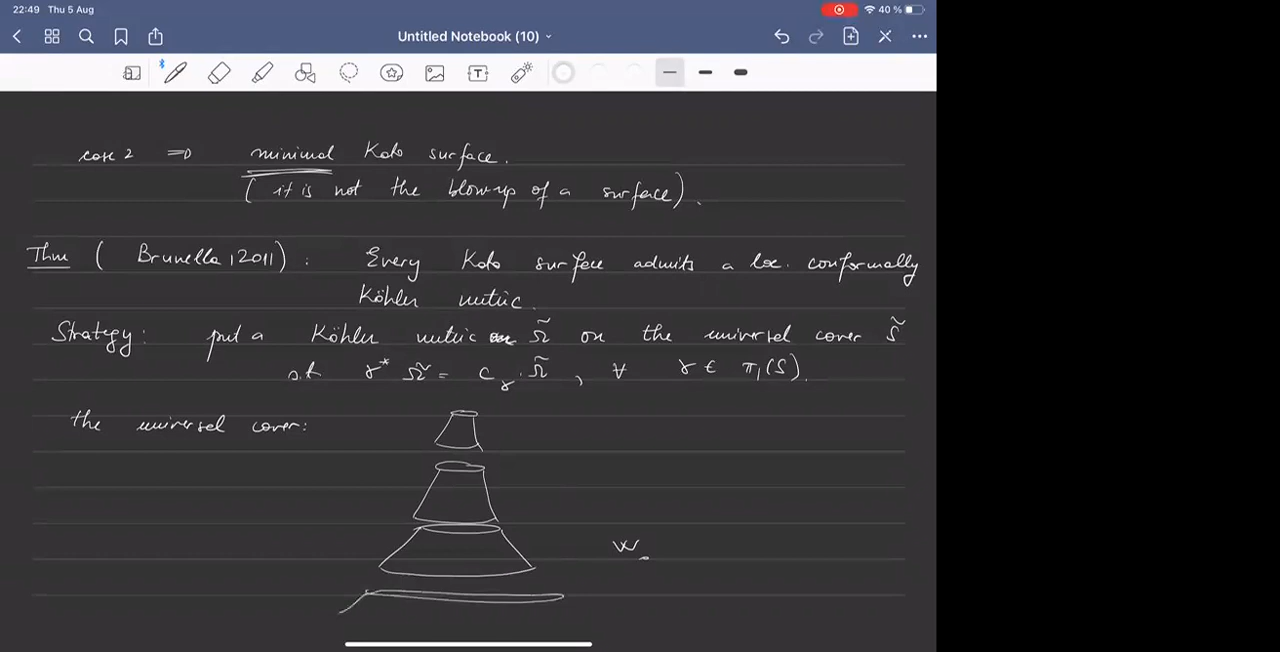 22:49 Thu 5 Aug
40 %
Untitled Notebook (10)
case 2 ⇒ minimal Kato surface.
( it is not the blow-up of a surface).
Thm ( Brunella, 2011) : Every Kato surface admits a loc. conformally
Kähler metric.
Strategy: put a Kähler metric Ω̃ on the universel cover S̃
s.t γ* Ω̃ = c_γ · Ω̃ , ∀ γ ∈ π₁(S).
the universel cover:
W